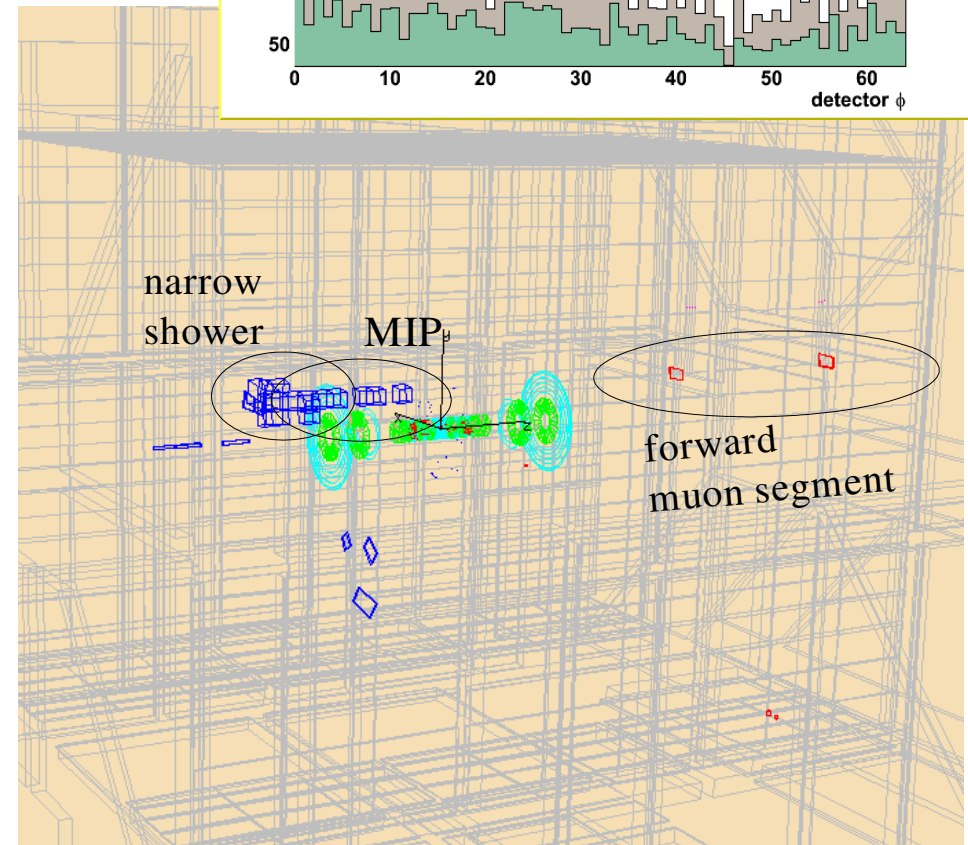 50
0 10 20 30 40 50 60
detector ϕ
narrow
shower
MIP
y
z
forward
muon segment